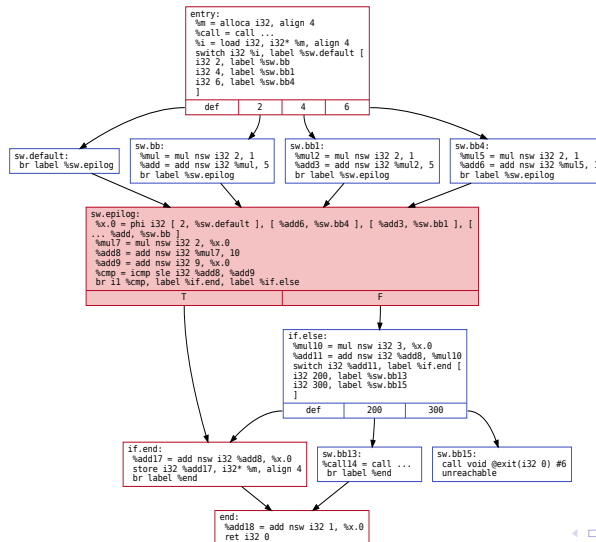 entry:
%m = alloca i32, align 4
%call = call ...
%i = load i32, i32* %m, align 4
switch i32 %i, label %sw.default [
i32 2, label %sw.bb
i32 4, label %sw.bb1
i32 6, label %sw.bb4
]
def 2 4 6
sw.default:
br label %sw.epilog
sw.bb:
%mul = mul nsw i32 2, 1
%add = add nsw i32 %mul, 5
br label %sw.epilog
sw.bb1:
%mul2 = mul nsw i32 2, 1
%add3 = add nsw i32 %mul2, 5
br label %sw.epilog
sw.bb4:
%mul5 = mul nsw i32 2, 1
%add6 = add nsw i32 %mul5, 1
br label %sw.epilog
sw.epilog:
%x.0 = phi i32 [ 2, %sw.default ], [ %add6, %sw.bb4 ], [ %add3, %sw.bb1 ], [
... %add, %sw.bb ]
%mul7 = mul nsw i32 2, %x.0
%add8 = add nsw i32 %mul7, 10
%add9 = add nsw i32 9, %x.0
%cmp = icmp sle i32 %add8, %add9
br i1 %cmp, label %if.end, label %if.else
T F
if.else:
%mul10 = mul nsw i32 3, %x.0
%add11 = add nsw i32 %add8, %mul10
switch i32 %add11, label %if.end [
i32 200, label %sw.bb13
i32 300, label %sw.bb15
]
def 200 300
if.end:
%add17 = add nsw i32 %add8, %x.0
store i32 %add17, i32* %m, align 4
br label %end
sw.bb13:
%call14 = call ...
br label %end
sw.bb15:
call void @exit(i32 0) #6
unreachable
end:
%add18 = add nsw i32 1, %x.0
ret i32 0